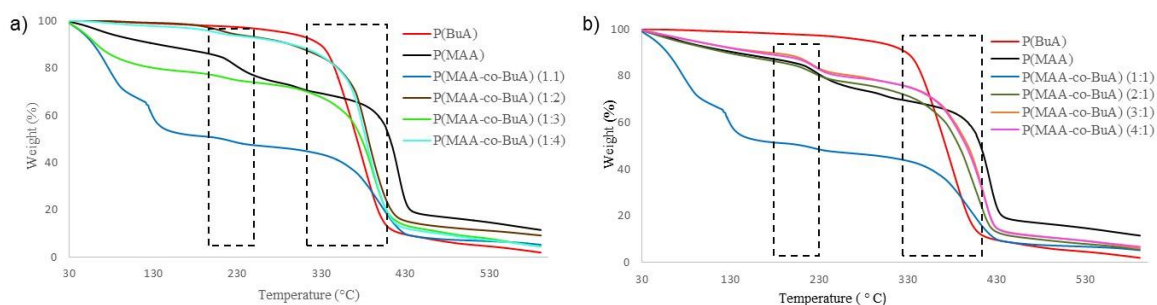 a)
100
80
60
40
20
0
Weight (%)
30
130
230
330
430
530
Temperature (°C)
P(BuA)
P(MAA)
P(MAA-co-BuA) (1.1)
P(MAA-co-BuA) (1:2)
P(MAA-co-BuA) (1:3)
P(MAA-co-BuA) (1:4)
b)
100
80
60
40
20
0
Weight (%)
30
130
230
330
430
530
Temperature ( ° C)
P(BuA)
P(MAA)
P(MAA-co-BuA) (1:1)
P(MAA-co-BuA) (2:1)
P(MAA-co-BuA) (3:1)
P(MAA-co-BuA) (4:1)